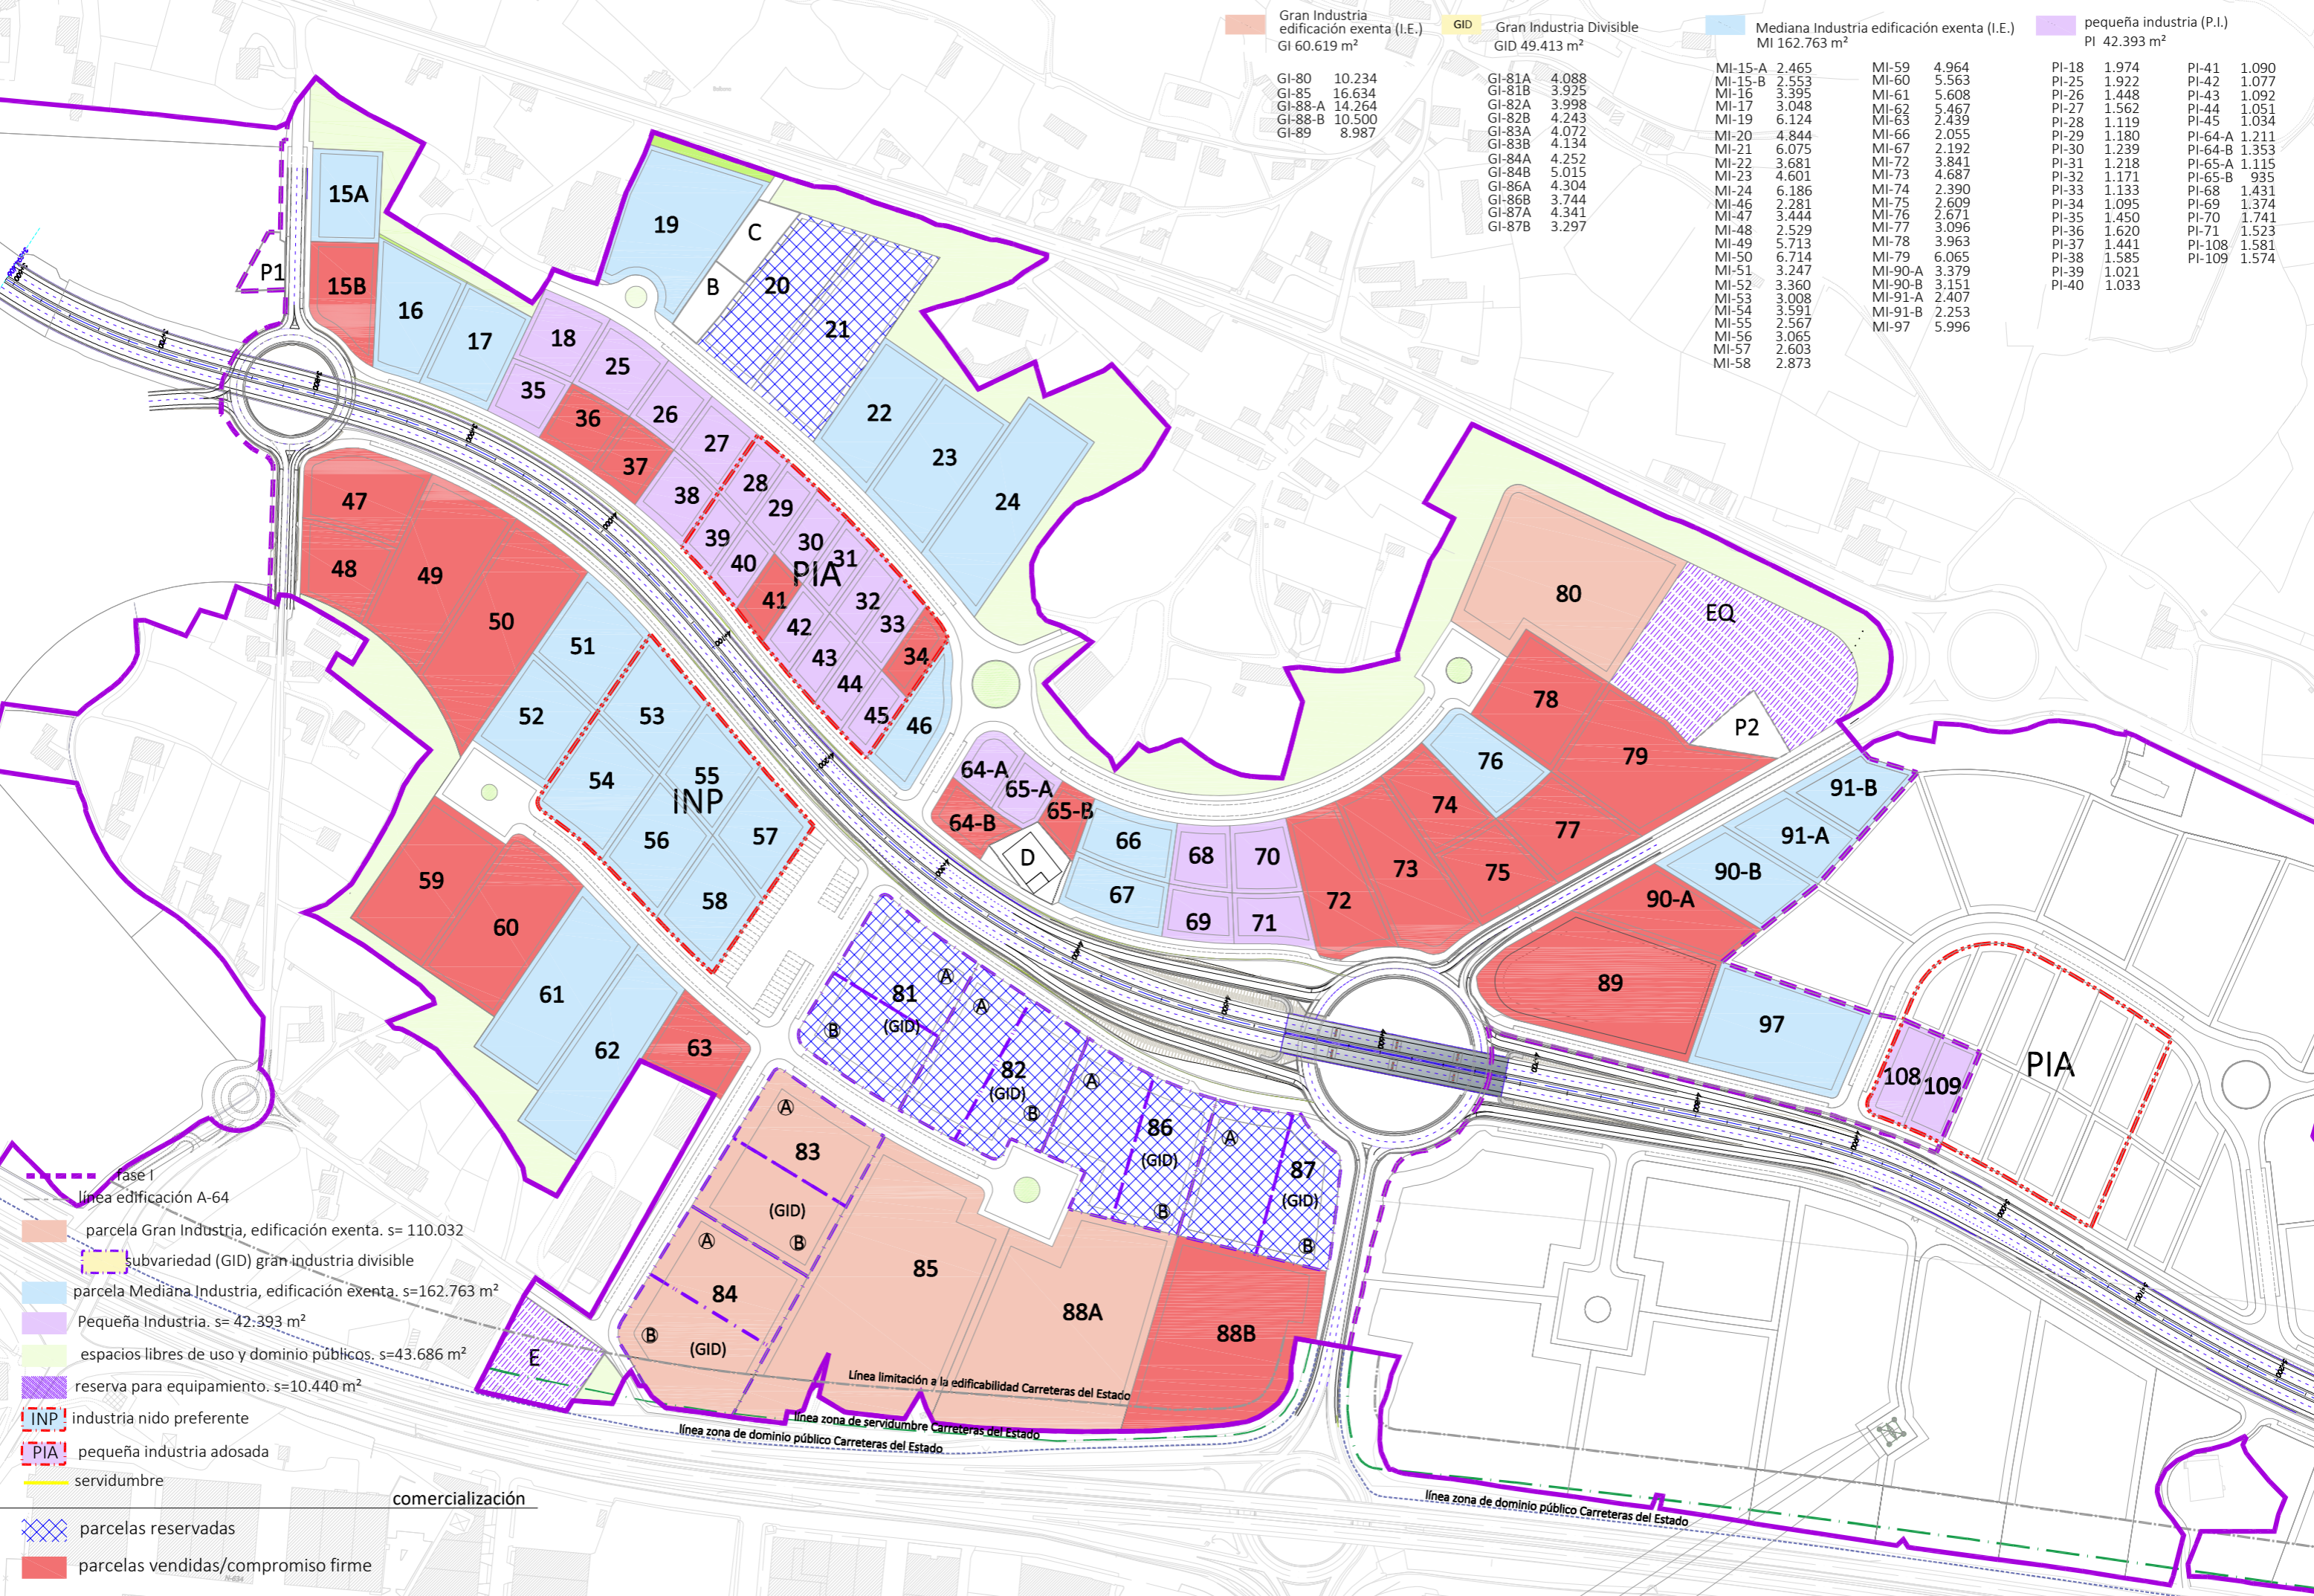 Gran Industria
edificación exenta (I.E.)
GI 60.619 m²
GI-80 10.234
GI-85 16.634
GI-88-A 14.264
GI-88-B 10.500
GI-89 8.987
GID Gran Industria Divisible
GID 49.413 m²
GI-81A 4.088
GI-81B 3.925
GI-82A 3.998
GI-82B 4.243
GI-83A 4.072
GI-83B 4.134
GI-84A 4.252
GI-84B 5.015
GI-86A 4.304
GI-86B 3.744
GI-87A 4.341
GI-87B 3.297
Mediana Industria edificación exenta (I.E.)
MI 162.763 m²
MI-15-A 2.465
MI-15-B 2.553
MI-16 3.395
MI-17 3.048
MI-19 6.124
MI-20 4.844
MI-21 6.075
MI-22 3.681
MI-23 4.601
MI-24 6.186
MI-46 2.281
MI-47 3.444
MI-48 2.529
MI-49 5.713
MI-50 6.714
MI-51 3.247
MI-52 3.360
MI-53 3.008
MI-54 3.591
MI-55 2.567
MI-56 3.065
MI-57 2.603
MI-58 2.873
MI-59 4.964
MI-60 5.563
MI-61 5.608
MI-62 5.467
MI-63 2.439
MI-66 2.055
MI-67 2.192
MI-72 3.841
MI-73 4.687
MI-74 2.390
MI-75 2.609
MI-76 2.671
MI-77 3.096
MI-78 3.963
MI-79 6.065
MI-90-A 3.379
MI-90-B 3.151
MI-91-A 2.407
MI-91-B 2.253
MI-97 5.996
pequeña industria (P.I.)
PI 42.393 m²
PI-18 1.974
PI-25 1.922
PI-26 1.448
PI-27 1.562
PI-28 1.119
PI-29 1.180
PI-30 1.239
PI-31 1.218
PI-32 1.171
PI-33 1.133
PI-34 1.095
PI-35 1.450
PI-36 1.620
PI-37 1.441
PI-38 1.585
PI-39 1.021
PI-40 1.033
PI-41 1.090
PI-42 1.077
PI-43 1.092
PI-44 1.051
PI-45 1.034
PI-64-A 1.211
PI-64-B 1.353
PI-65-A 1.115
PI-65-B 935
PI-68 1.431
PI-69 1.374
PI-70 1.741
PI-71 1.523
PI-108 1.581
PI-109 1.574
15A
15B
P1
16
17
19
C
B
20
21
18
25
35
36
26
37
27
38
22
23
24
28
29
39
40
30
31
PIA
41
32
42
33
43
34
44
45
46
47
48
49
50
51
52
53
54
55
INP
56
57
58
59
60
61
62
63
64-A
65-A
64-B
65-B
D
66
67
68
70
69
71
72
73
74
75
76
77
78
79
80
EQ
P2
91-B
91-A
90-B
90-A
89
97
108
109
PIA
81
(GID)
A
B
82
(GID)
A
B
86
(GID)
A
B
87
(GID)
A
B
83
(GID)
A
B
84
(GID)
A
B
85
88A
88B
E
Línea limitación a la edificabilidad Carreteras del Estado
línea zona de servidumbre Carreteras del Estado
línea zona de dominio público Carreteras del Estado
línea zona de dominio público Carreteras del Estado
fase I
línea edificación A-64
parcela Gran Industria, edificación exenta. s= 110.032
subvariedad (GID) gran industria divisible
parcela Mediana Industria, edificación exenta. s=162.763 m²
Pequeña Industria. s= 42.393 m²
espacios libres de uso y dominio públicos. s=43.686 m²
reserva para equipamiento. s=10.440 m²
INP industria nido preferente
PIA pequeña industria adosada
servidumbre
comercialización
parcelas reservadas
parcelas vendidas/compromiso firme
N-634